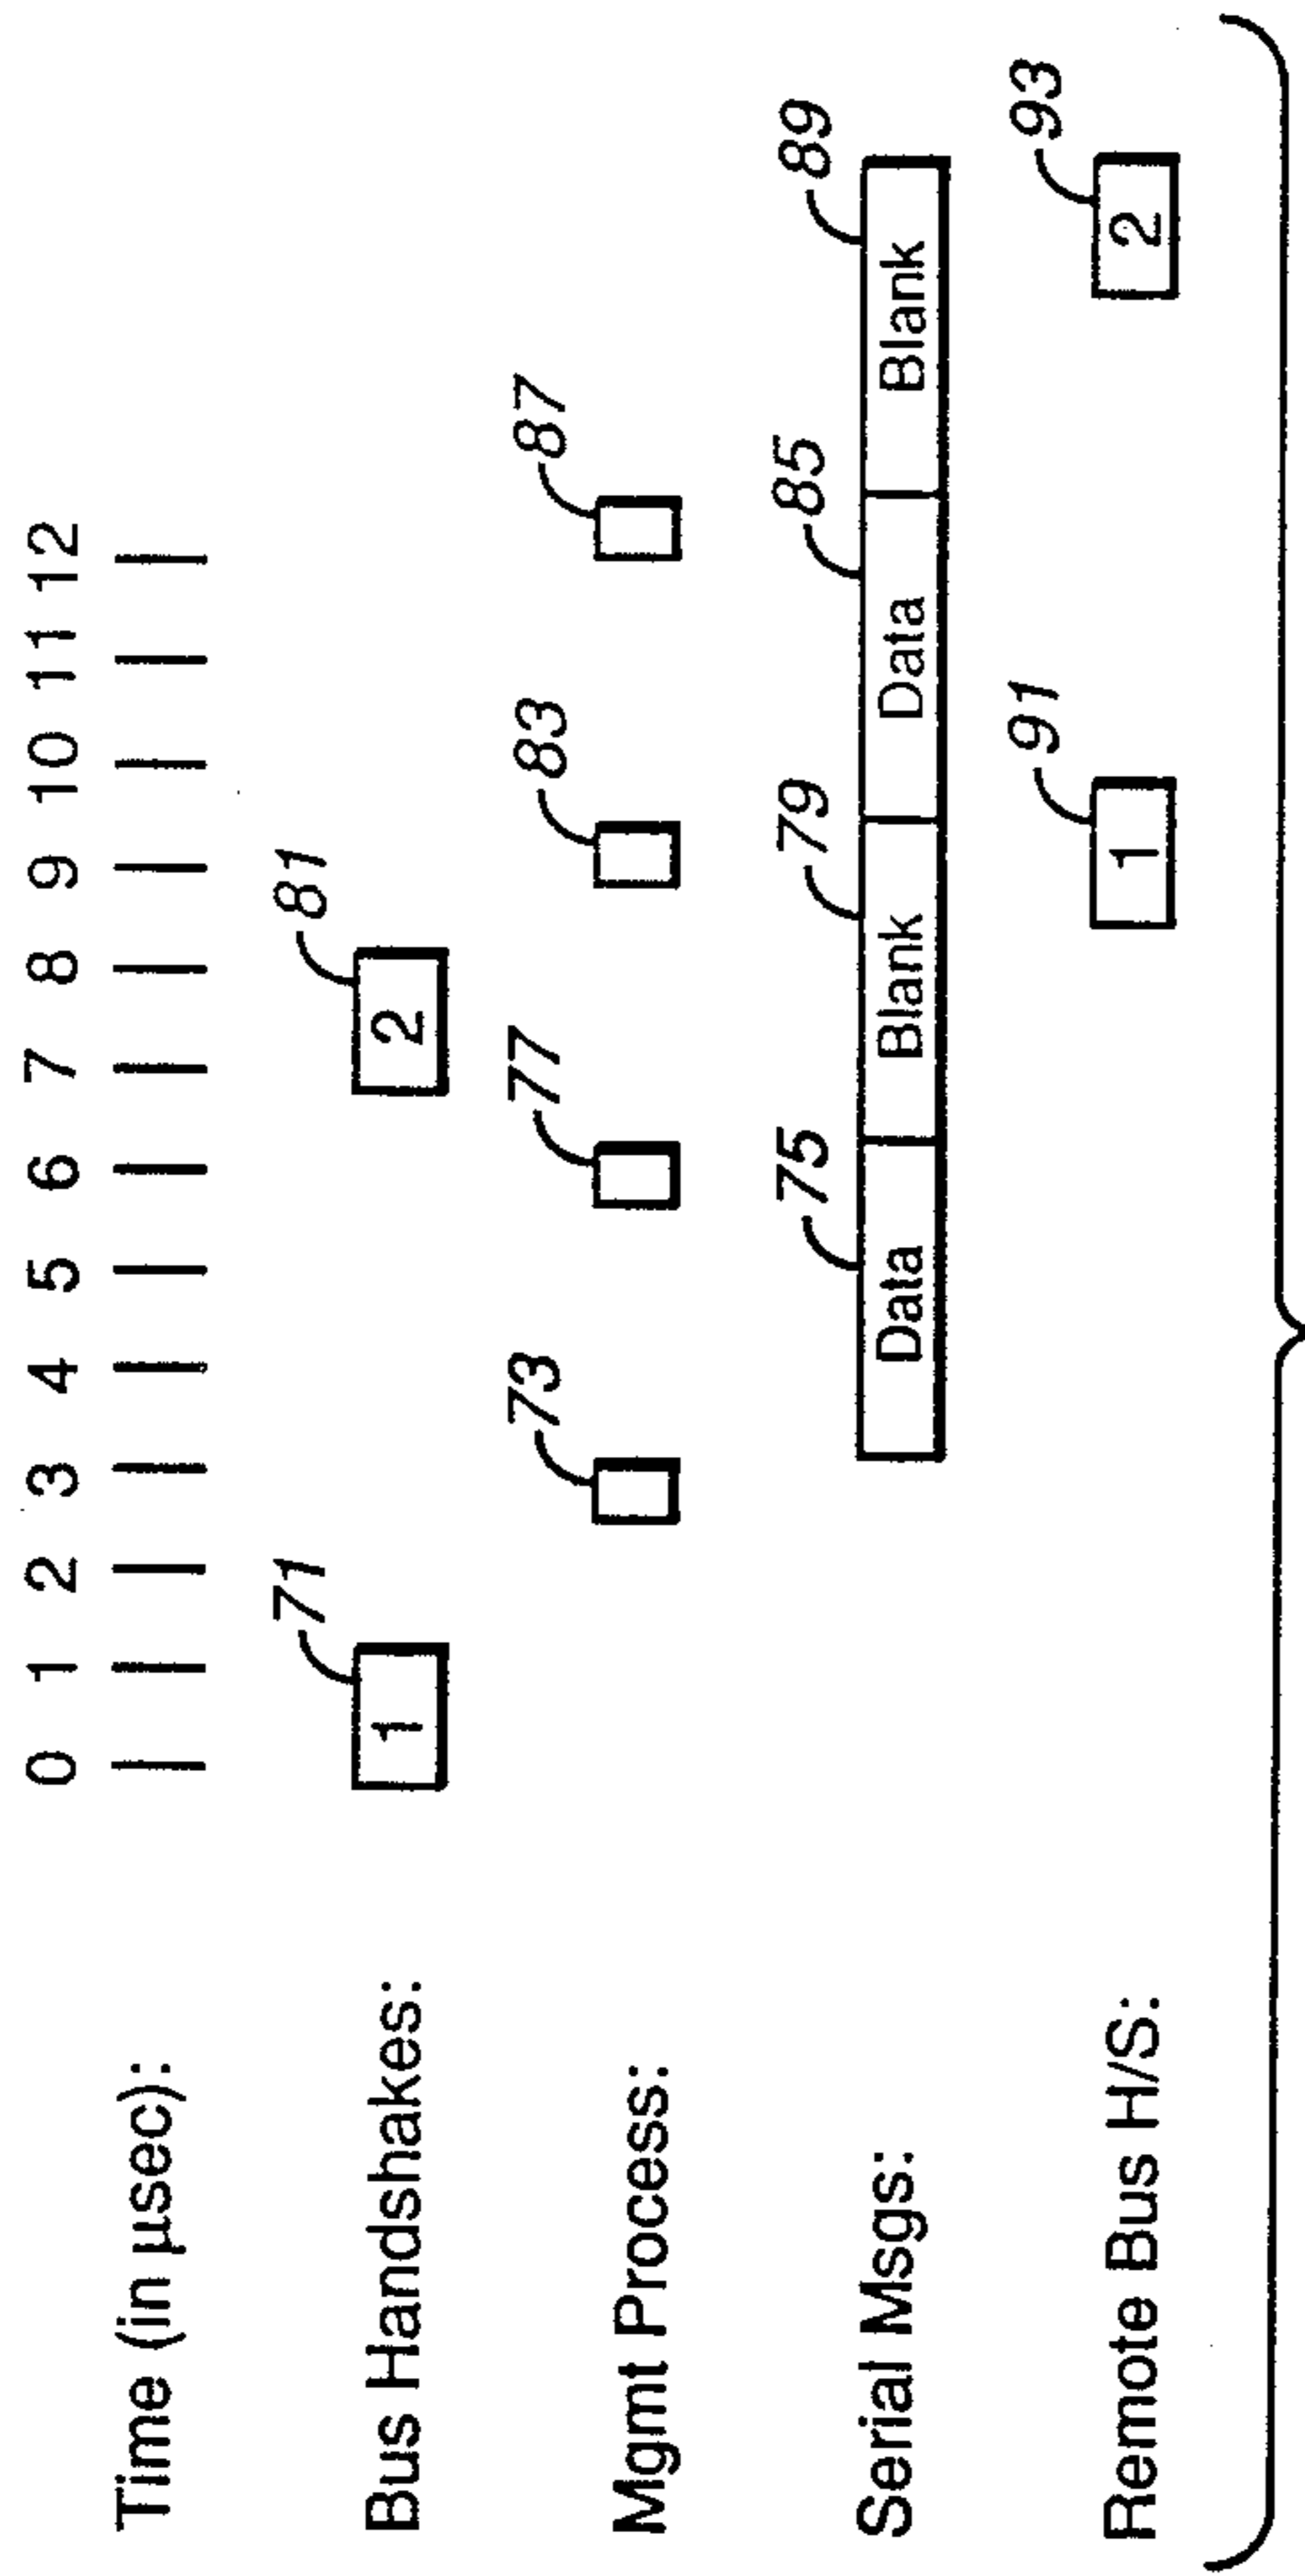 0 1 2 3 4 5 6 7 8 9 10 11 12
Time (in µsec):
71 81
Bus Handshakes: 1 2
73 77 83 87
Mgmt Process:
75 79 85 89
Serial Msgs: Data Blank Data Blank
91 93
Remote Bus H/S: 1 2